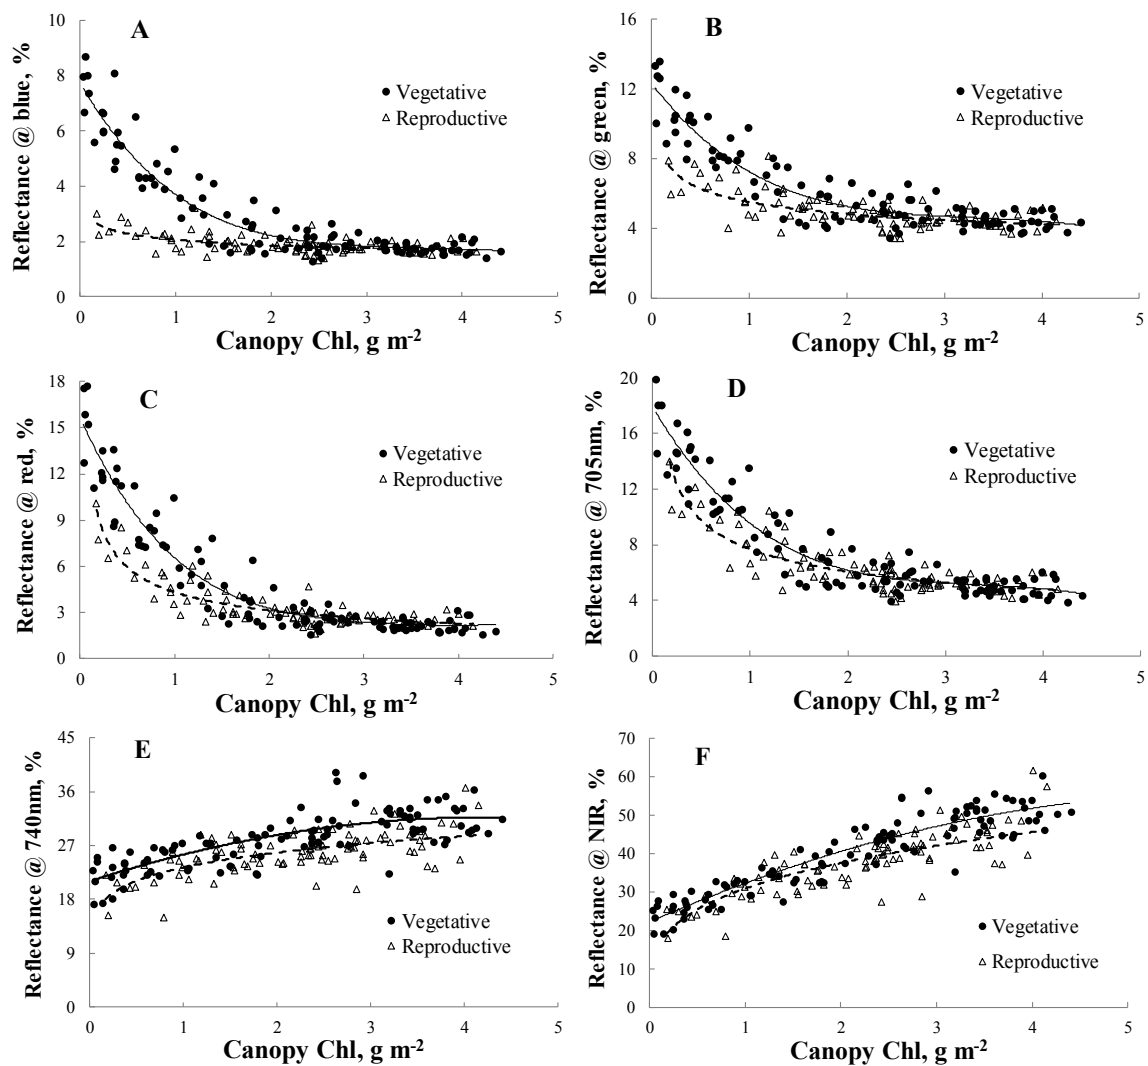 A
Reflectance @ blue, %
10
8
6
4
2
0
Vegetative
Reproductive
0 1 2 3 4 5
Canopy Chl, g m-2
B
Reflectance @ green, %
16
12
8
4
0
Vegetative
Reproductive
0 1 2 3 4 5
Canopy Chl, g m-2
C
Reflectance @ red, %
18
15
12
9
6
3
0
Vegetative
Reproductive
0 1 2 3 4 5
Canopy Chl, g m-2
D
Reflectance @ 705nm, %
20
16
12
8
4
0
Vegetative
Reproductive
0 1 2 3 4 5
Canopy Chl, g m-2
E
Reflectance @ 740nm, %
45
36
27
18
9
0
Vegetative
Reproductive
0 1 2 3 4 5
Canopy Chl, g m-2
F
Reflectance @ NIR, %
70
60
50
40
30
20
10
0
Vegetative
Reproductive
0 1 2 3 4 5
Canopy Chl, g m-2